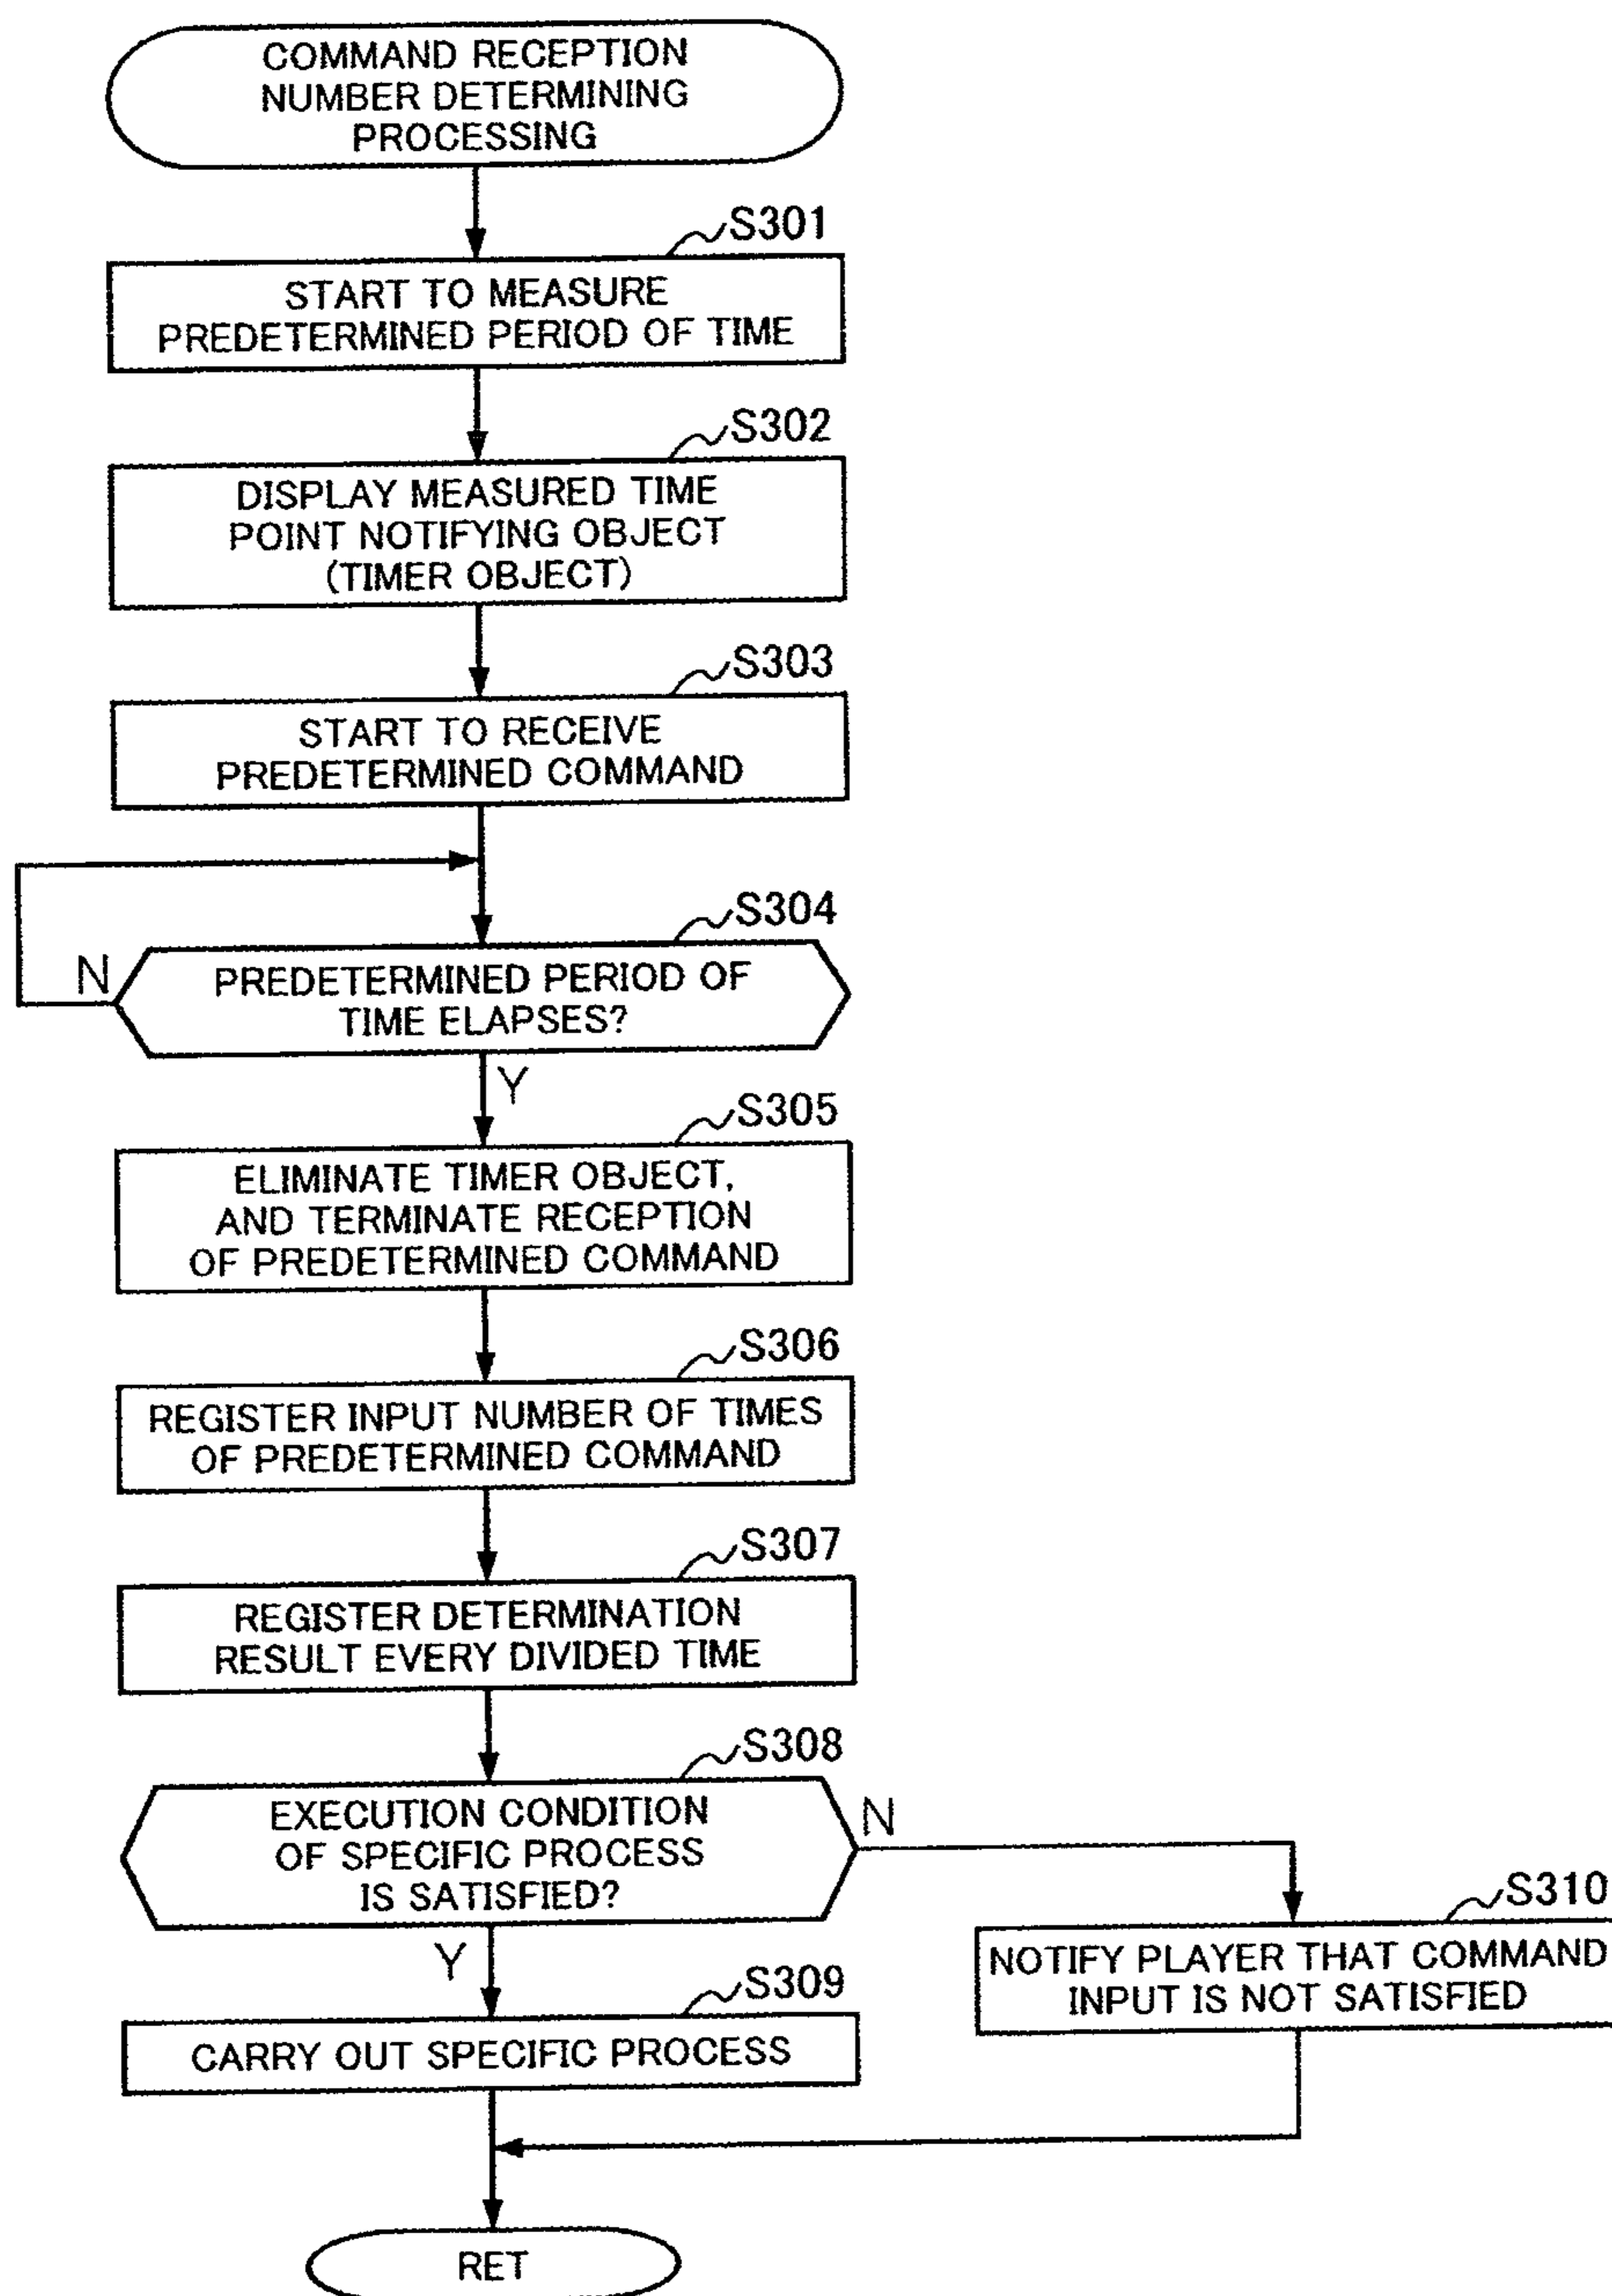 COMMAND RECEPTION
NUMBER DETERMINING
PROCESSING
S301
START TO MEASURE
PREDETERMINED PERIOD OF TIME
S302
DISPLAY MEASURED TIME
POINT NOTIFYING OBJECT
(TIMER OBJECT)
S303
START TO RECEIVE
PREDETERMINED COMMAND
S304
N
PREDETERMINED PERIOD OF
TIME ELAPSES?
Y
S305
ELIMINATE TIMER OBJECT,
AND TERMINATE RECEPTION
OF PREDETERMINED COMMAND
S306
REGISTER INPUT NUMBER OF TIMES
OF PREDETERMINED COMMAND
S307
REGISTER DETERMINATION
RESULT EVERY DIVIDED TIME
S308
EXECUTION CONDITION
OF SPECIFIC PROCESS
IS SATISFIED?
N
S310
NOTIFY PLAYER THAT COMMAND
INPUT IS NOT SATISFIED
Y
S309
CARRY OUT SPECIFIC PROCESS
RET